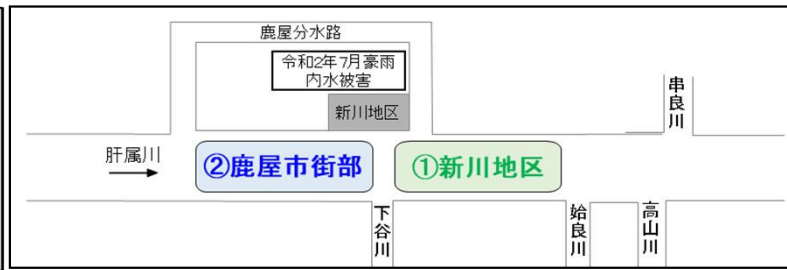 鹿屋分水路
令和2年7月豪雨
内水被害
新川地区
串良川
肝属川
②鹿屋市街部
①新川地区
下谷川
姶良川
高山川